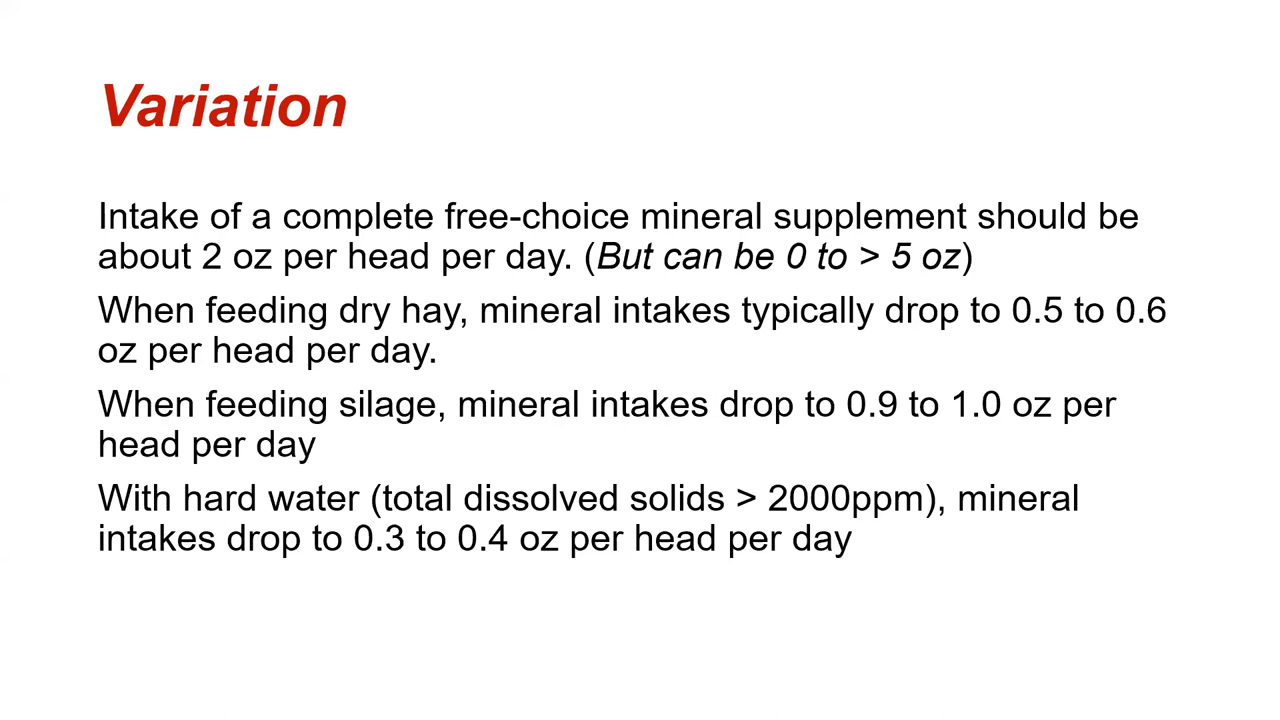 Variation
Intake of a complete free-choice mineral supplement should be
about 2 oz per head per day. (But can be 0 to > 5 oz)
When feeding dry hay, mineral intakes typically drop to 0.5 to 0.6
oz per head per day.
When feeding silage, mineral intakes drop to 0.9 to 1.0 oz per
head per day
With hard water (total dissolved solids > 2000ppm), mineral
intakes drop to 0.3 to 0.4 oz per head per day